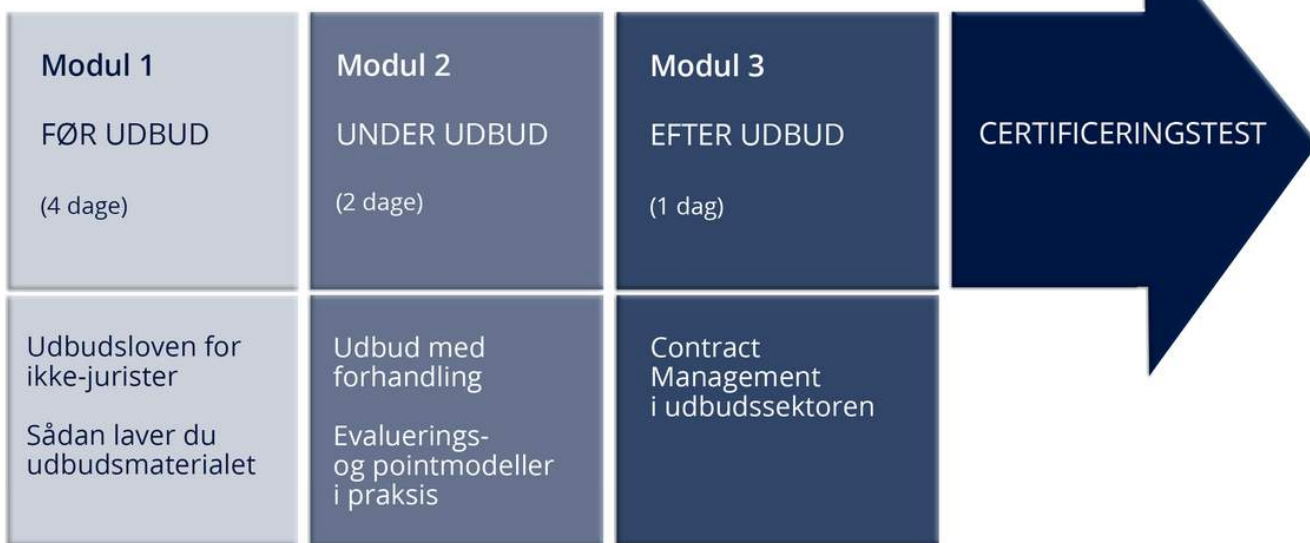 Modul 1
FØR UDBUD
(4 dage)
Modul 2
UNDER UDBUD
(2 dage)
Modul 3
EFTER UDBUD
(1 dag)
CERTIFICERINGSTEST
Udbudsloven for
ikke-jurister
Sådan laver du
udbudsmaterialet
Udbud med
forhandling
Evaluerings-
og pointmodeller
i praksis
Contract
Management
i udbudssektoren